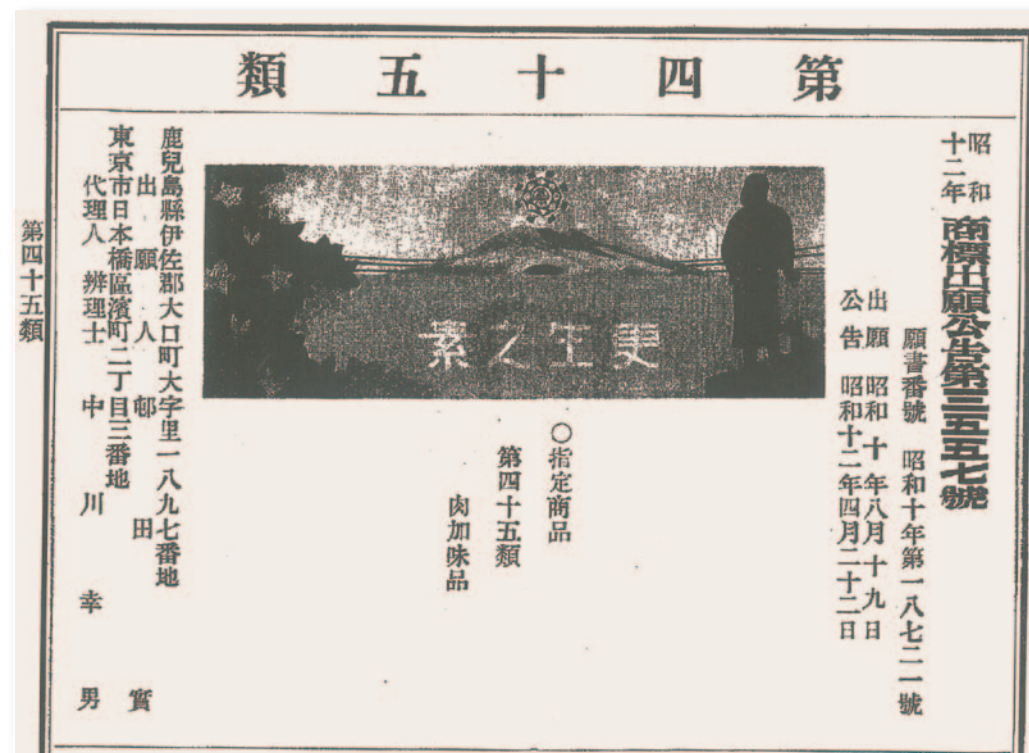 第四十五類
昭和十二年 商標出願公告第三五五七號
願書番號 昭和十年第一八七二一號
出願 昭和十年八月十九日
公告 昭和十二年四月二十二日
更生之素
○指定商品
第四十五類
肉加味品
鹿兒島縣伊佐郡大口町大字里一八九七番地
出願人 邨田實
東京市日本橋區濱町二丁目三番地
代理人 辨理士 中川幸男
第四十五類